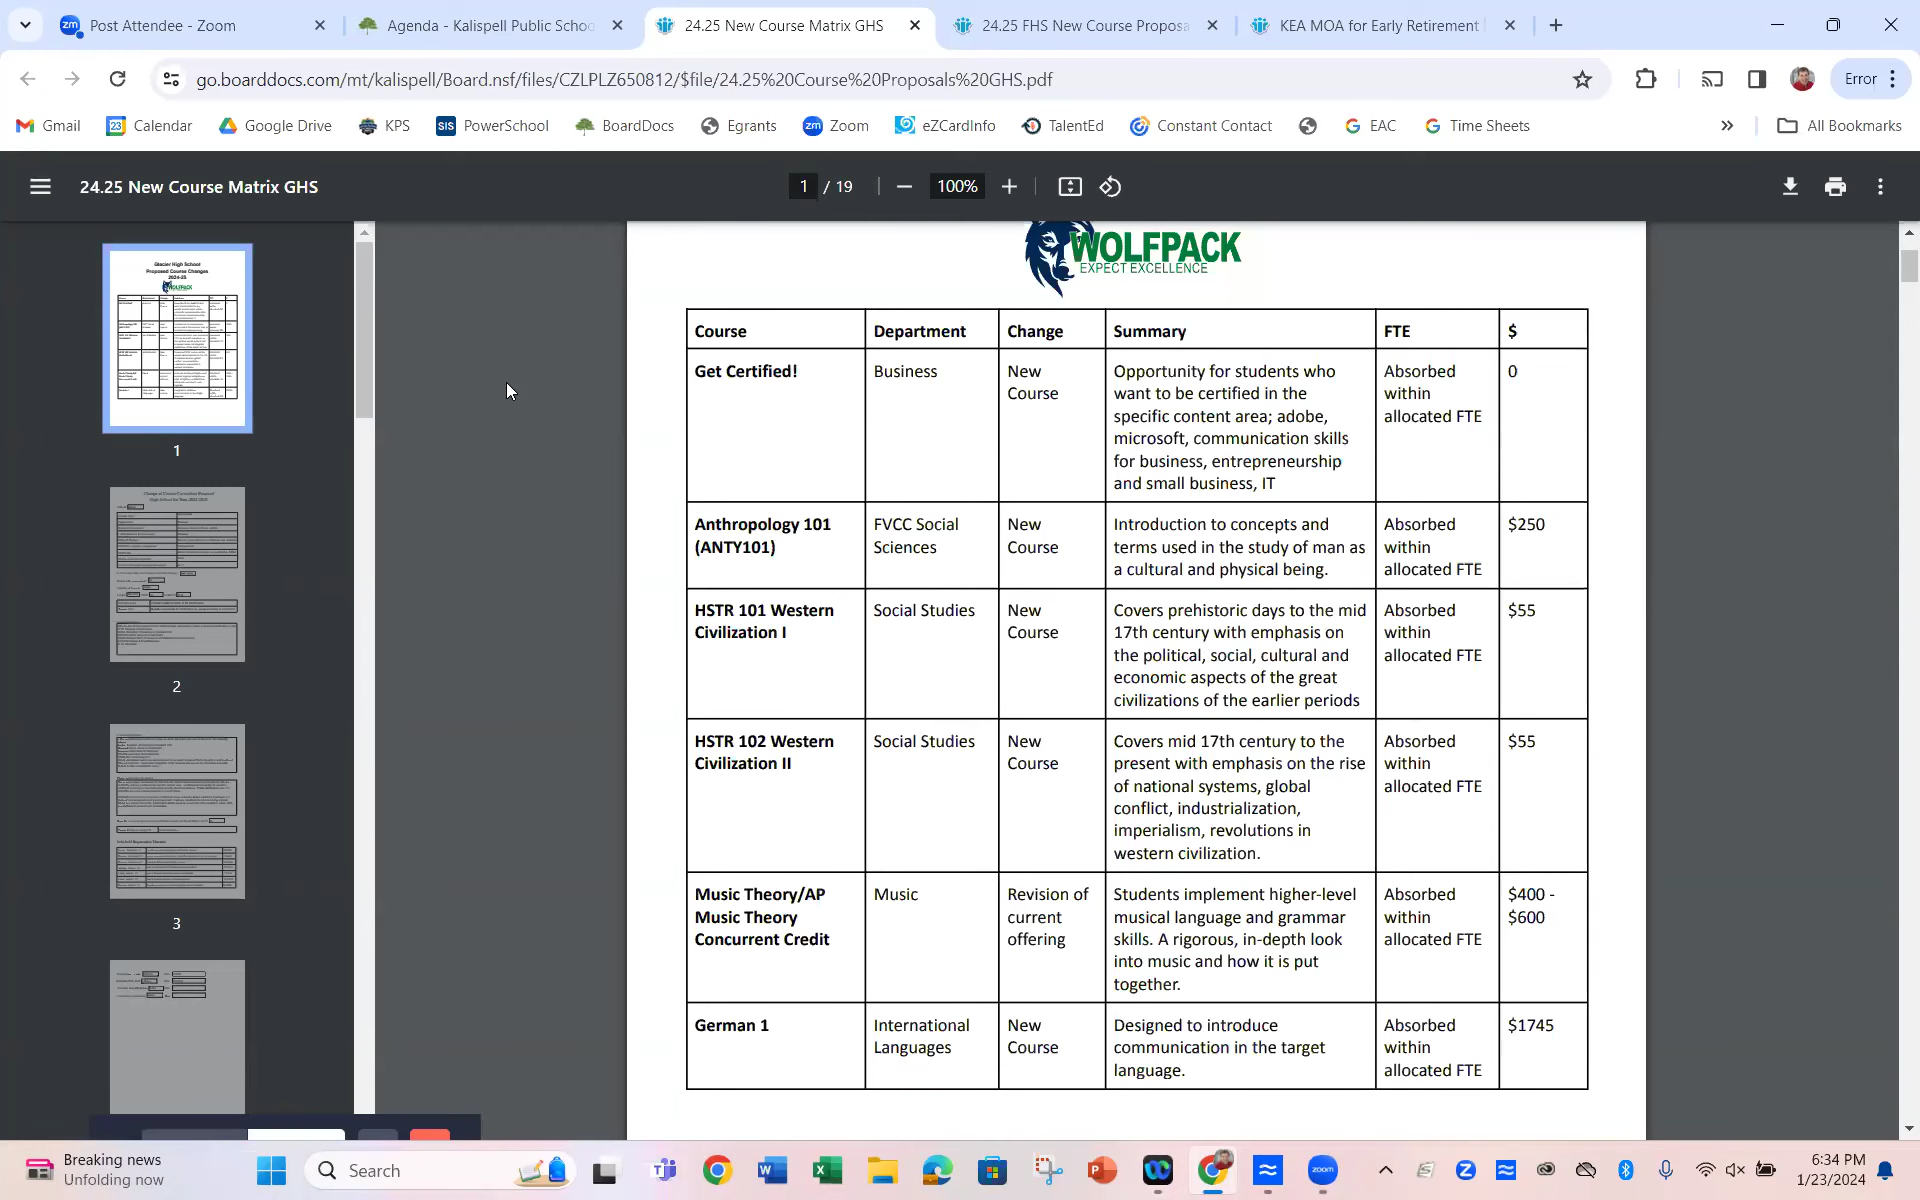 Post Attendee - Zoom
Agenda - Kalispell Public Schoo
24.25 New Course Matrix GHS
24.25 FHS New Course Proposa
KEA MOA for Early Retirement
go.boarddocs.com/mt/kalispell/Board.nsf/files/CZLPLZ650812/$file/24.25%20Course%20Proposals%20GHS.pdf
Error
Gmail
Calendar
Google Drive
KPS
PowerSchool
BoardDocs
Egrants
Zoom
eZCardInfo
TalentEd
Constant Contact
EAC
Time Sheets
All Bookmarks
24.25 New Course Matrix GHS
1 / 19
100%
Glacier High School
Proposed Course Changes
2024-25
1
2
3
WOLFPACK
EXPECT EXCELLENCE
Course Department Change Summary FTE $
Get Certified! Business New Opportunity for students who Absorbed 0
Course want to be certified in the within
specific content area; adobe, allocated FTE
microsoft, communication skills
for business, entrepreneurship
and small business, IT
Anthropology 101 FVCC Social New Introduction to concepts and Absorbed $250
(ANTY101) Sciences Course terms used in the study of man as within
a cultural and physical being. allocated FTE
HSTR 101 Western Social Studies New Covers prehistoric days to the mid Absorbed $55
Civilization I Course 17th century with emphasis on within
the political, social, cultural and allocated FTE
economic aspects of the great
civilizations of the earlier periods
HSTR 102 Western Social Studies New Covers mid 17th century to the Absorbed $55
Civilization II Course present with emphasis on the rise within
of national systems, global allocated FTE
conflict, industrialization,
imperialism, revolutions in
western civilization.
Music Theory/AP Music Revision of Students implement higher-level Absorbed $400 -
Music Theory current musical language and grammar within $600
Concurrent Credit offering skills. A rigorous, in-depth look allocated FTE
into music and how it is put
together.
German 1 International New Designed to introduce Absorbed $1745
Languages Course communication in the target within
language. allocated FTE
Breaking news
Unfolding now
Search
6:34 PM
1/23/2024